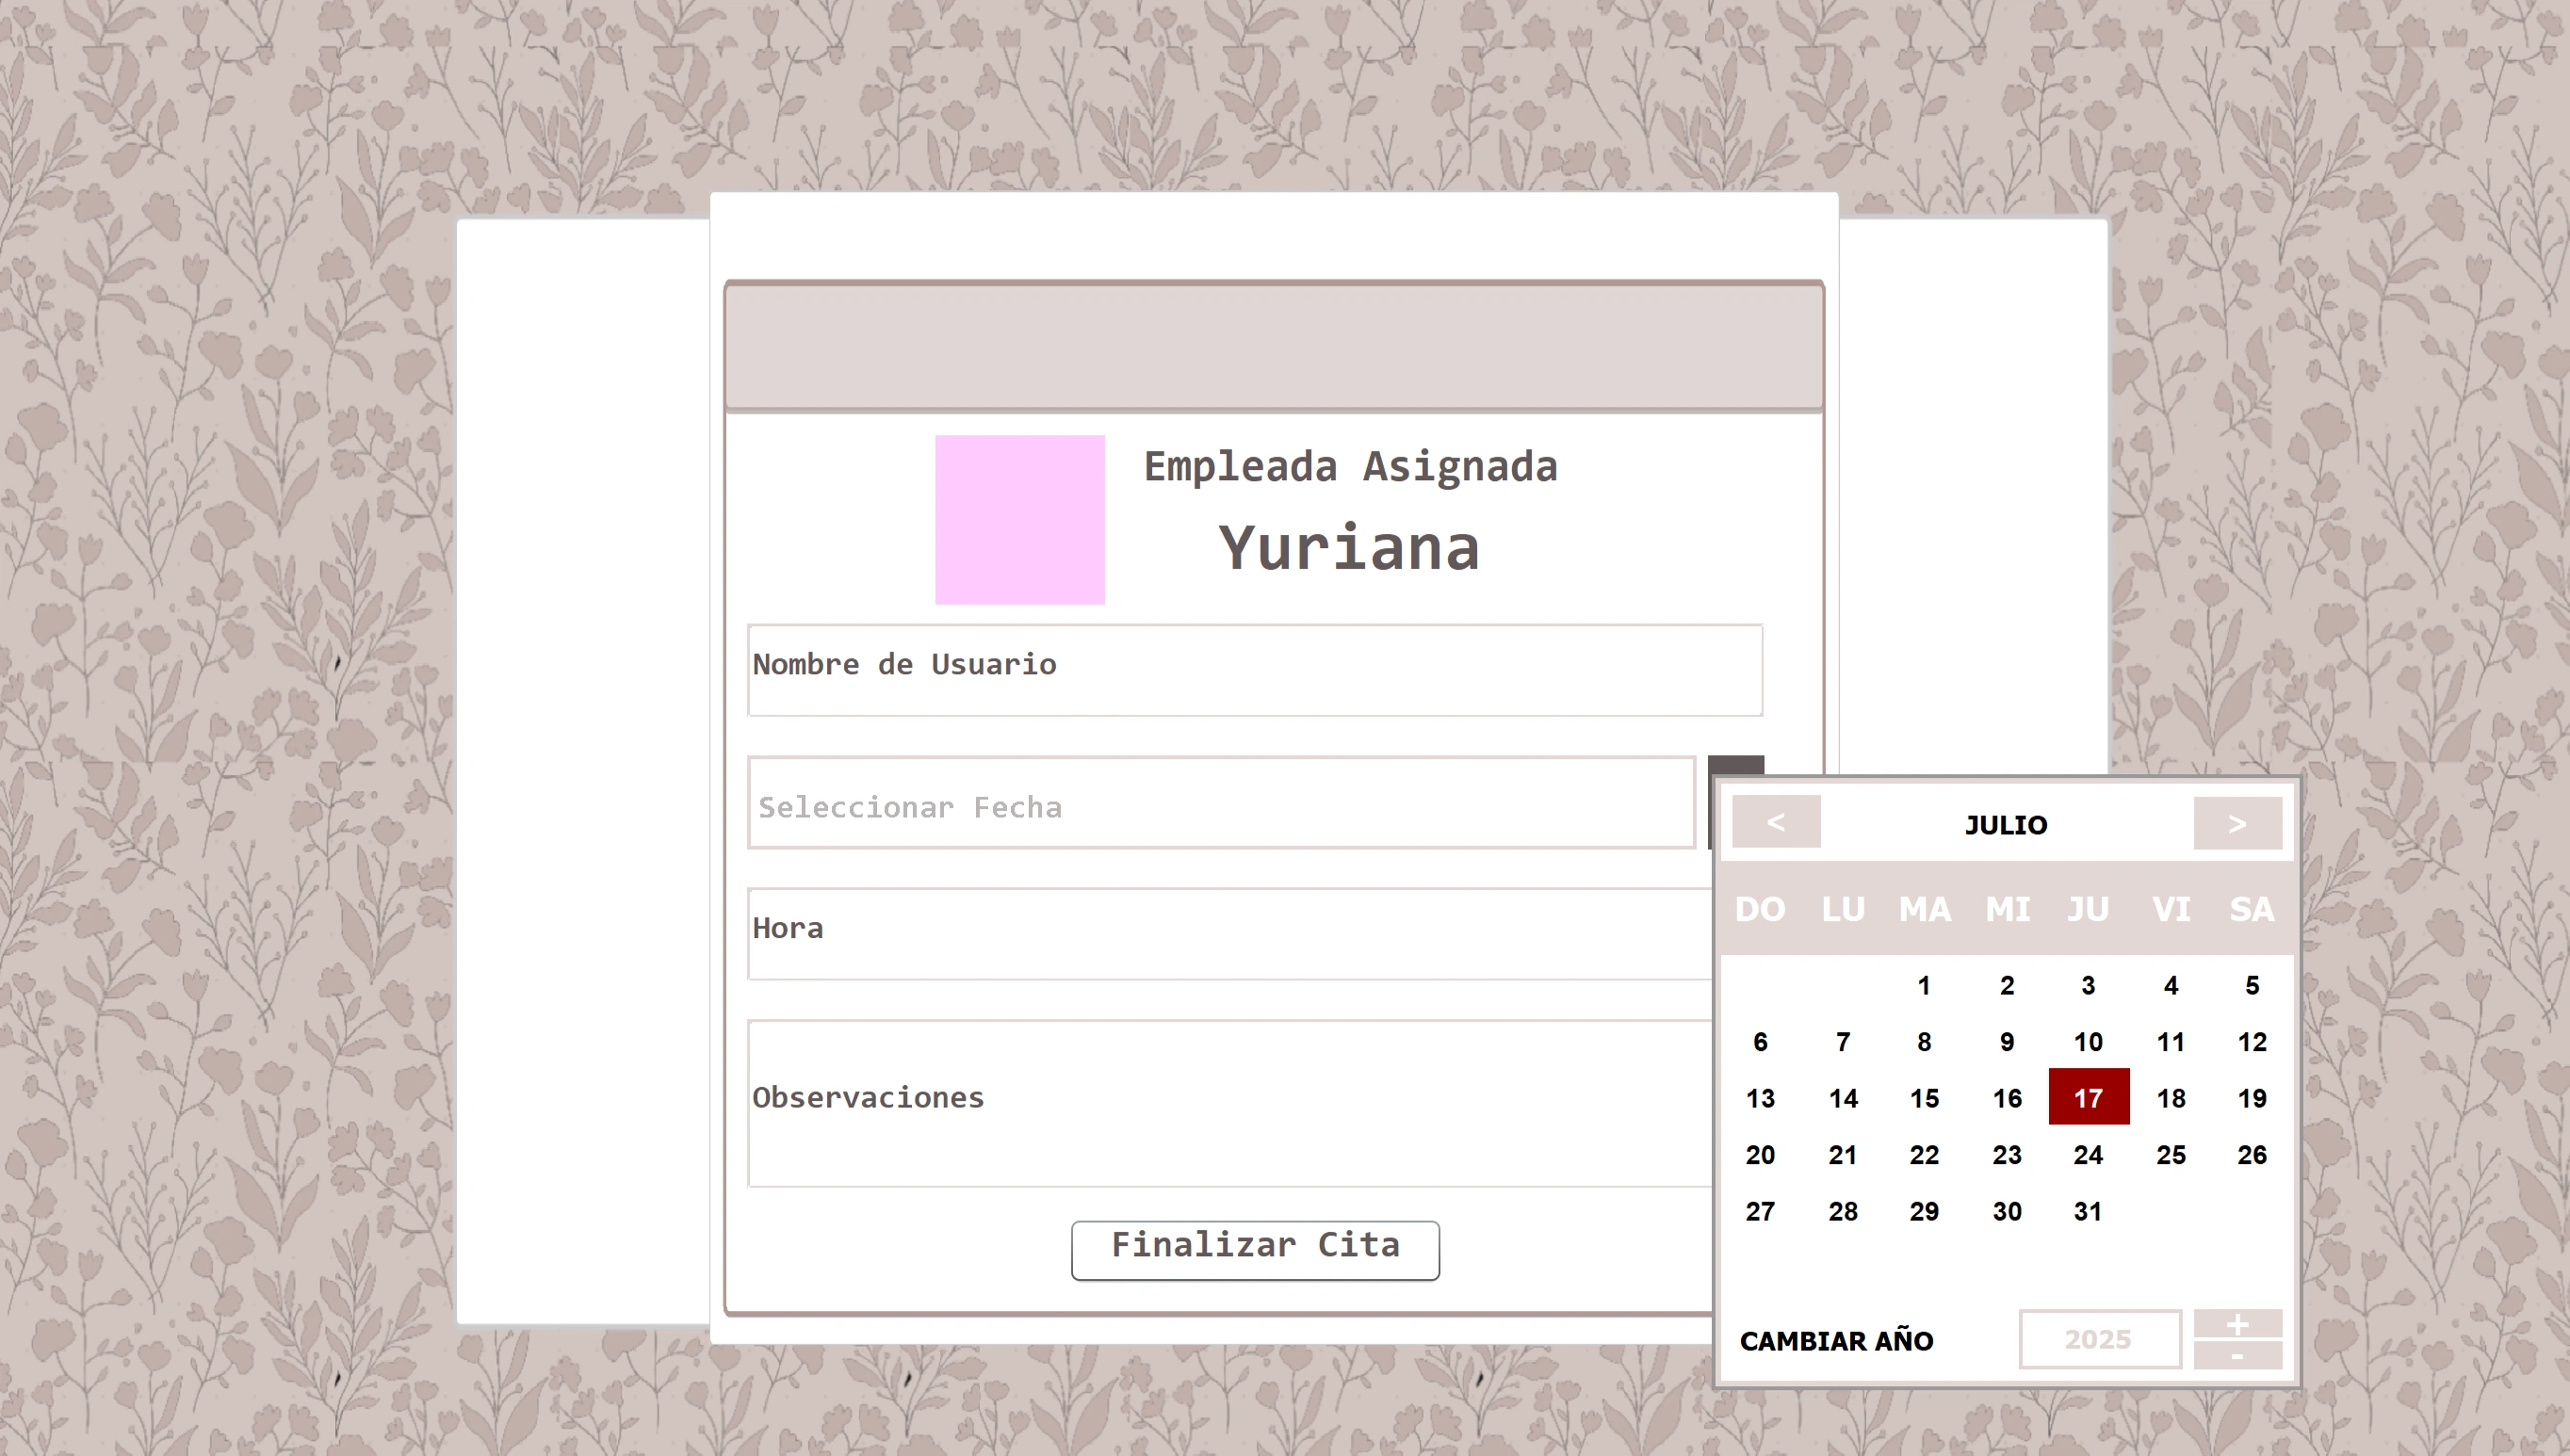 Empleada Asignada
Yuriana
Nombre de Usuario
Seleccionar Fecha
Hora
Observaciones
Finalizar Cita
< JULIO >
DO LU MA MI JU VI SA
1 2 3 4 5
6 7 8 9 10 11 12
13 14 15 16 17 18 19
20 21 22 23 24 25 26
27 28 29 30 31
CAMBIAR AÑO 2025 + -